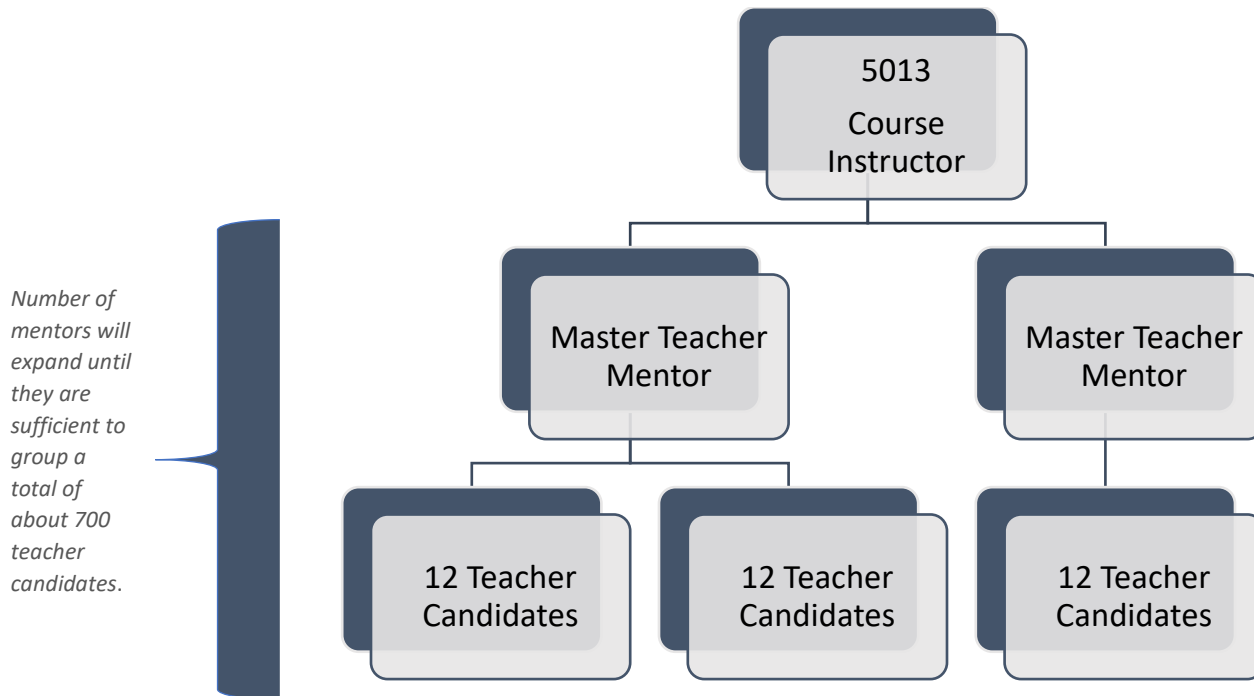 5013
Course
Instructor
Number of
mentors will
expand until
they are
sufficient to
group a
total of
about 700
teacher
candidates.
Master Teacher
Mentor
Master Teacher
Mentor
12 Teacher
Candidates
12 Teacher
Candidates
12 Teacher
Candidates